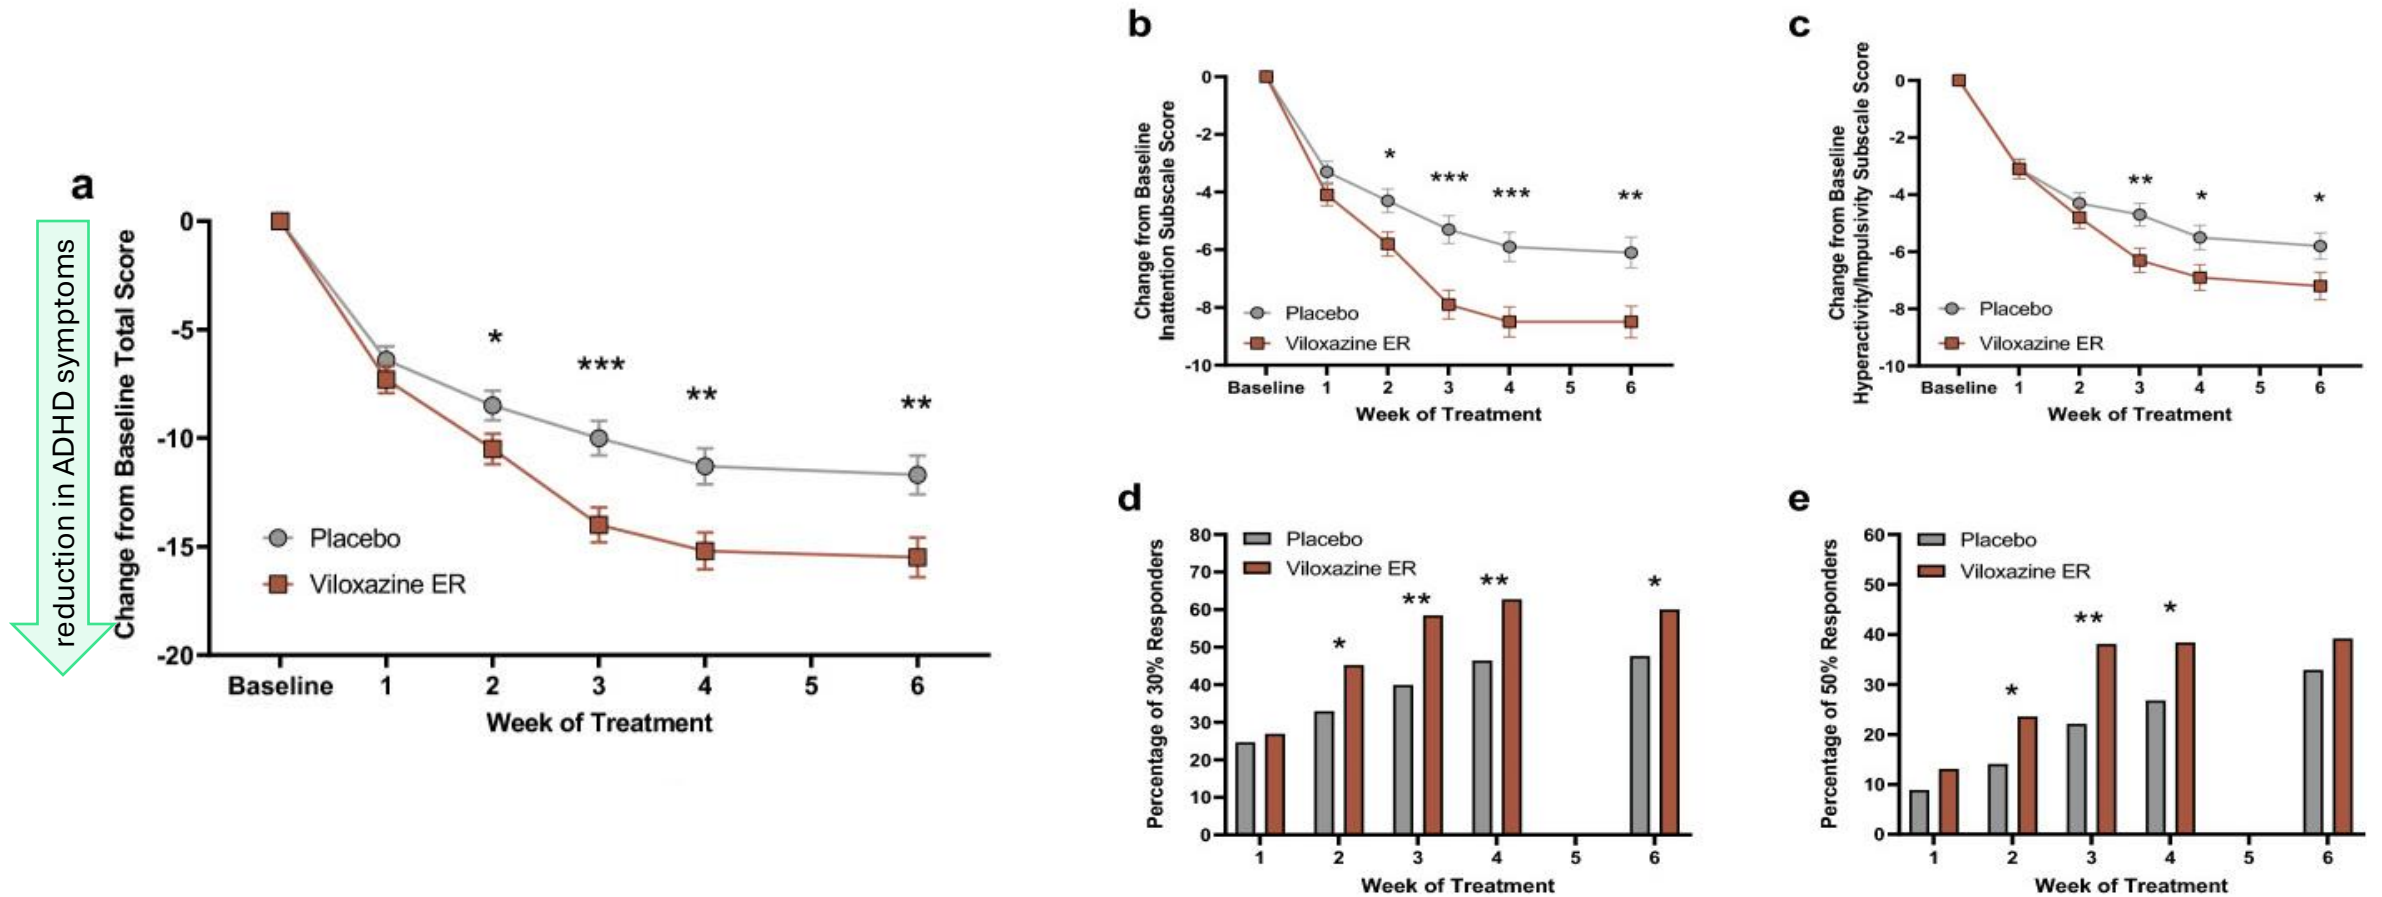 a
reduction in ADHD symptoms
Change from Baseline Total Score
0
-5
-10
-15
-20
*
***
**
**
Placebo
Viloxazine ER
Baseline 1 2 3 4 5 6
Week of Treatment
b
Change from Baseline
Inattention Subscale Score
0
-2
-4
-6
-8
-10
*
***
***
**
Placebo
Viloxazine ER
Baseline 1 2 3 4 5 6
Week of Treatment
c
Change from Baseline
Hyperactivity/Impulsivity Subscale Score
0
-2
-4
-6
-8
-10
**
*
*
Placebo
Viloxazine ER
Baseline 1 2 3 4 5 6
Week of Treatment
d
Percentage of 30% Responders
80
70
60
50
40
30
20
10
0
Placebo
Viloxazine ER
*
**
**
*
1 2 3 4 5 6
Week of Treatment
e
Percentage of 50% Responders
60
50
40
30
20
10
0
Placebo
Viloxazine ER
*
**
*
1 2 3 4 5 6
Week of Treatment